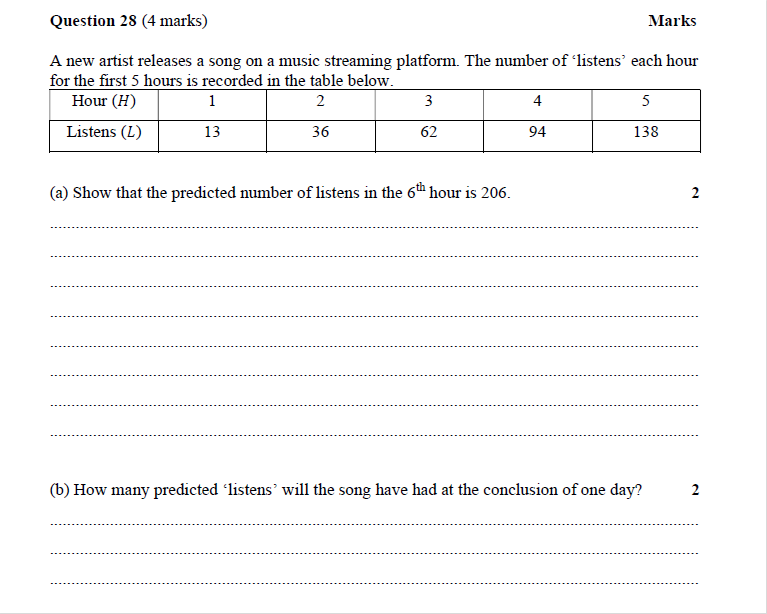 Question 28 (4 marks) Marks
A new artist releases a song on a music streaming platform. The number of ‘listens’ each hour
for the first 5 hours is recorded in the table below.
Hour (H) 1 2 3 4 5
Listens (L) 13 36 62 94 138
(a) Show that the predicted number of listens in the 6th hour is 206. 2
(b) How many predicted ‘listens’ will the song have had at the conclusion of one day? 2